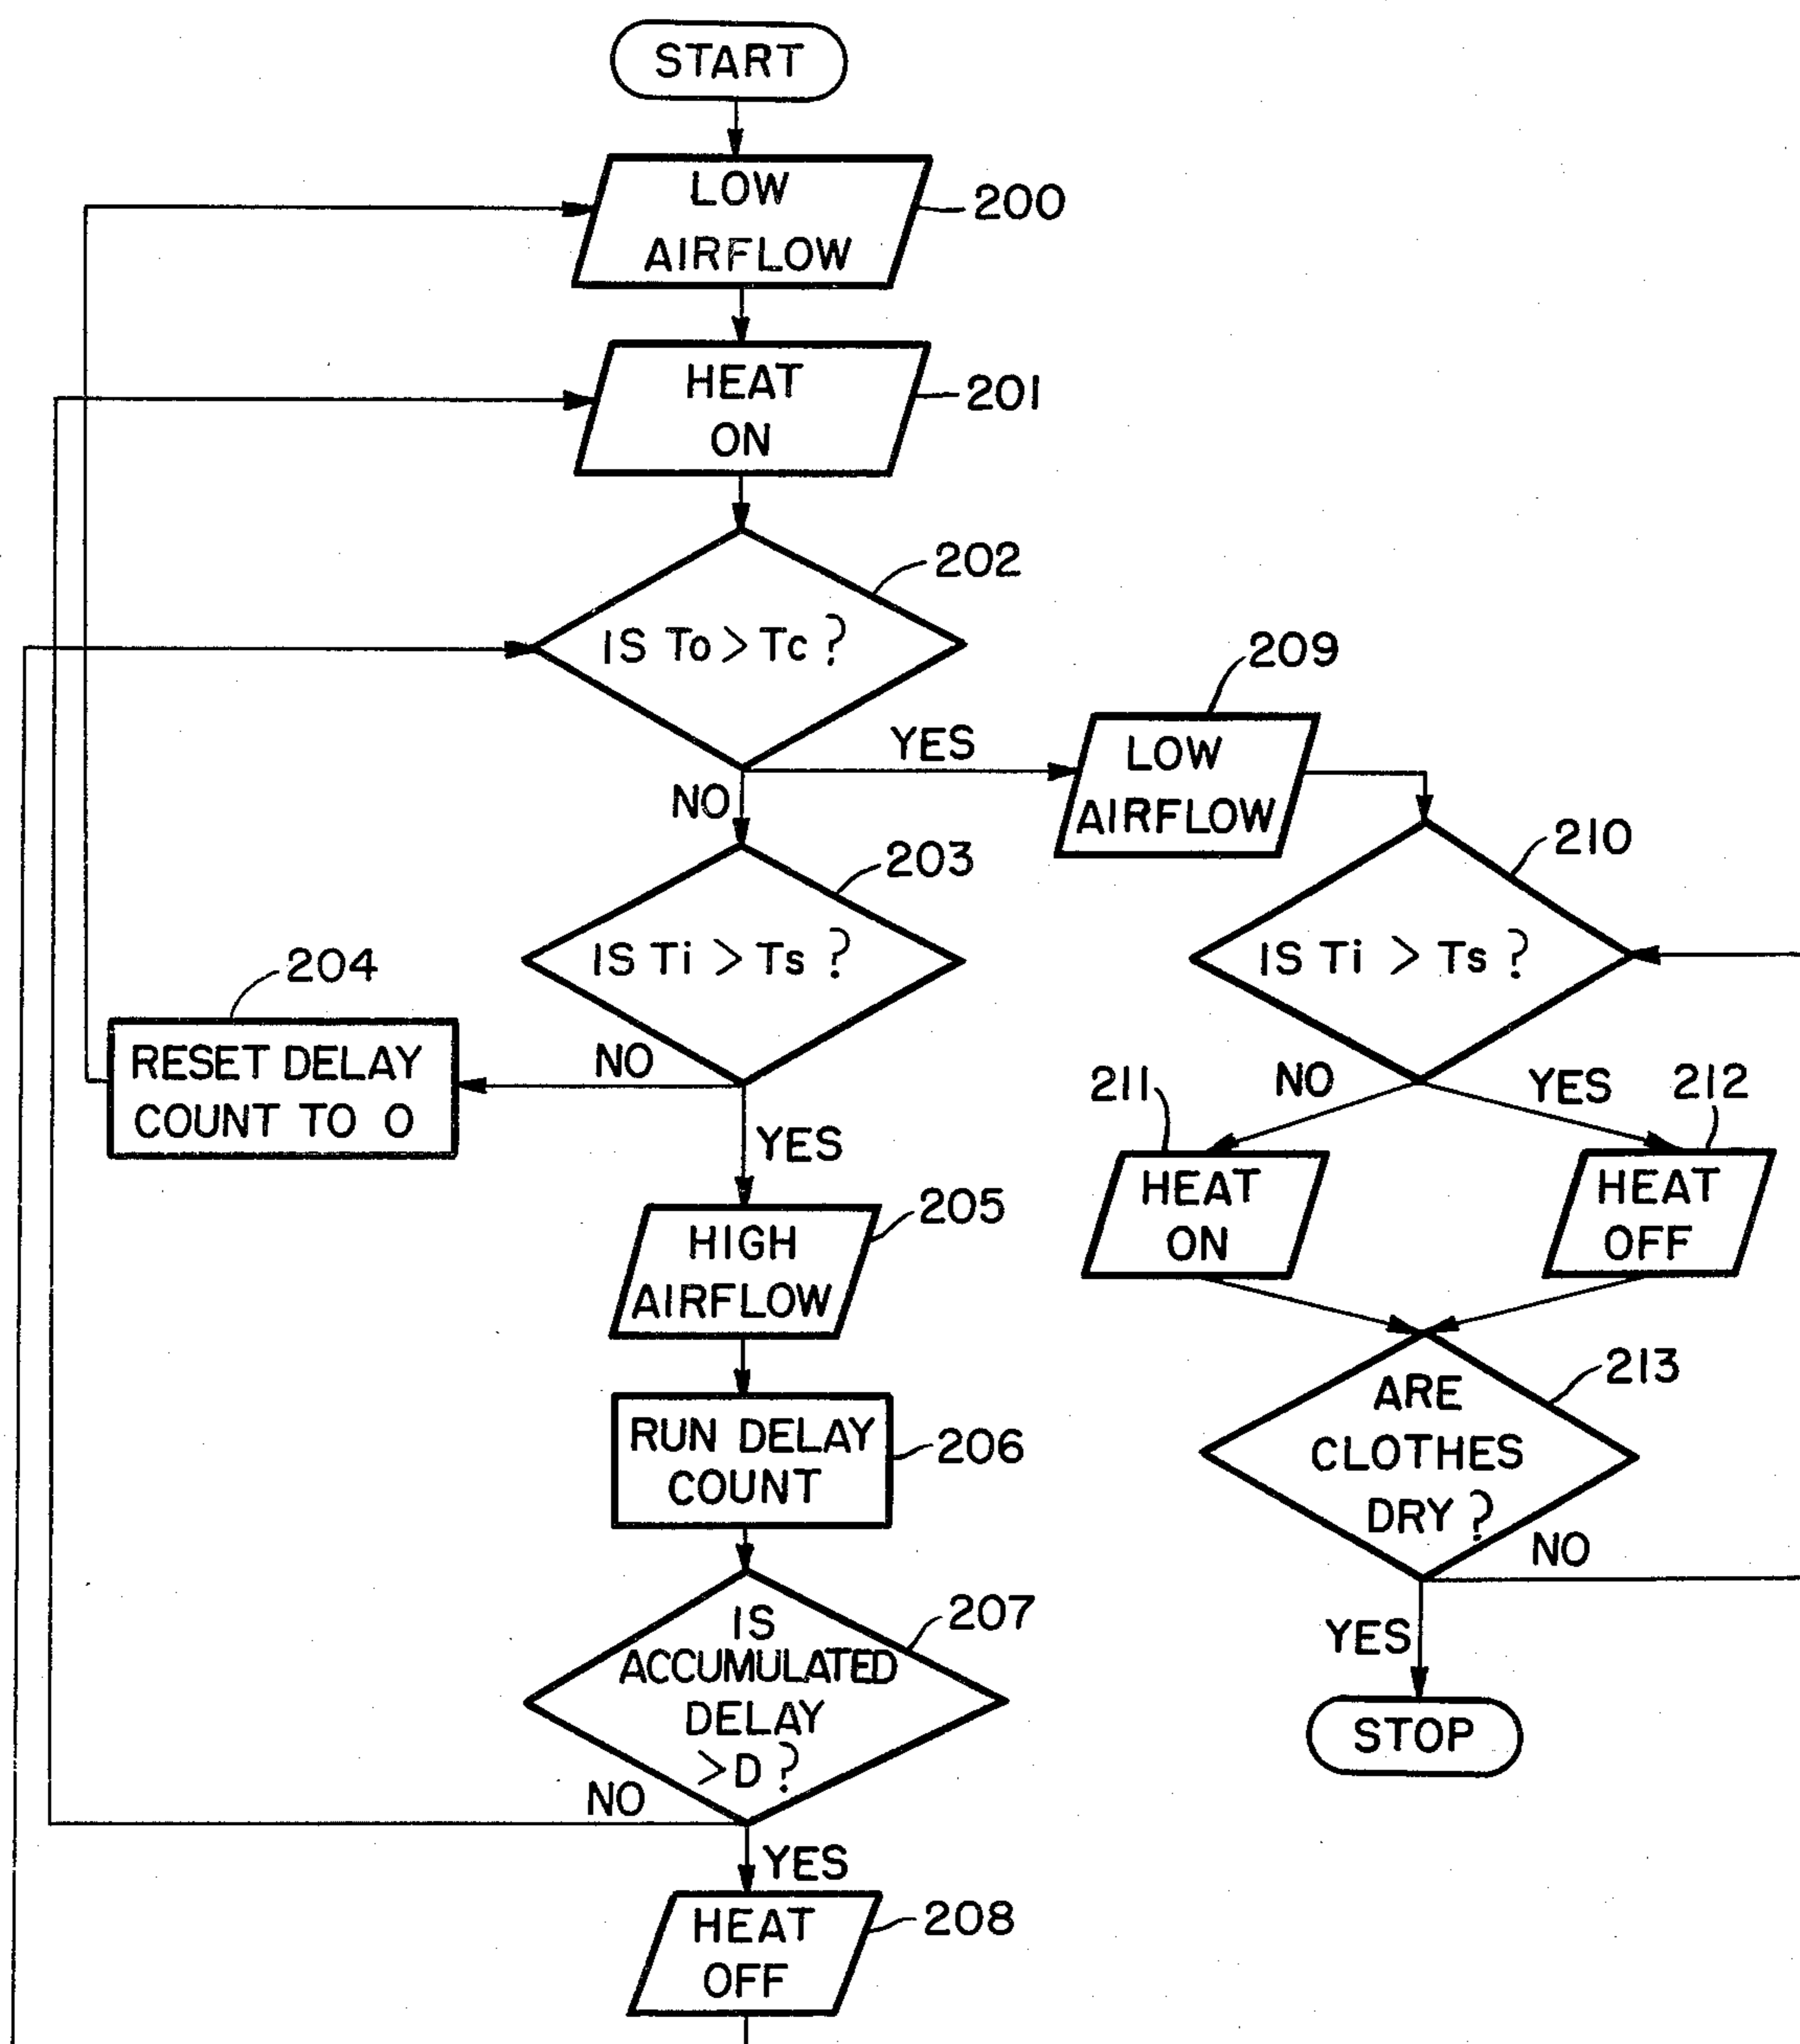 START
LOW
AIRFLOW
200
HEAT
ON
201
202
IS To > Tc ?
YES
NO
209
LOW
AIRFLOW
203
IS Ti > Ts ?
210
IS Ti > Ts ?
204
RESET DELAY
COUNT TO 0
NO
YES
NO
YES
211
212
HEAT
ON
HEAT
OFF
HIGH
AIRFLOW
205
RUN DELAY
COUNT
206
213
ARE
CLOTHES
DRY ?
NO
YES
STOP
207
IS
ACCUMULATED
DELAY
> D ?
NO
YES
HEAT
OFF
208